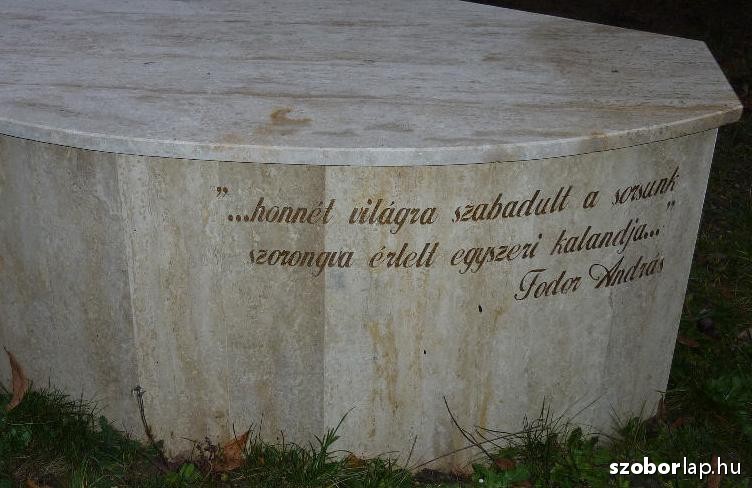 "...honnét világra szabadult a sorsunk
szorongva érlelt egyszeri kalandja..."
Fodor András
szoborlap.hu